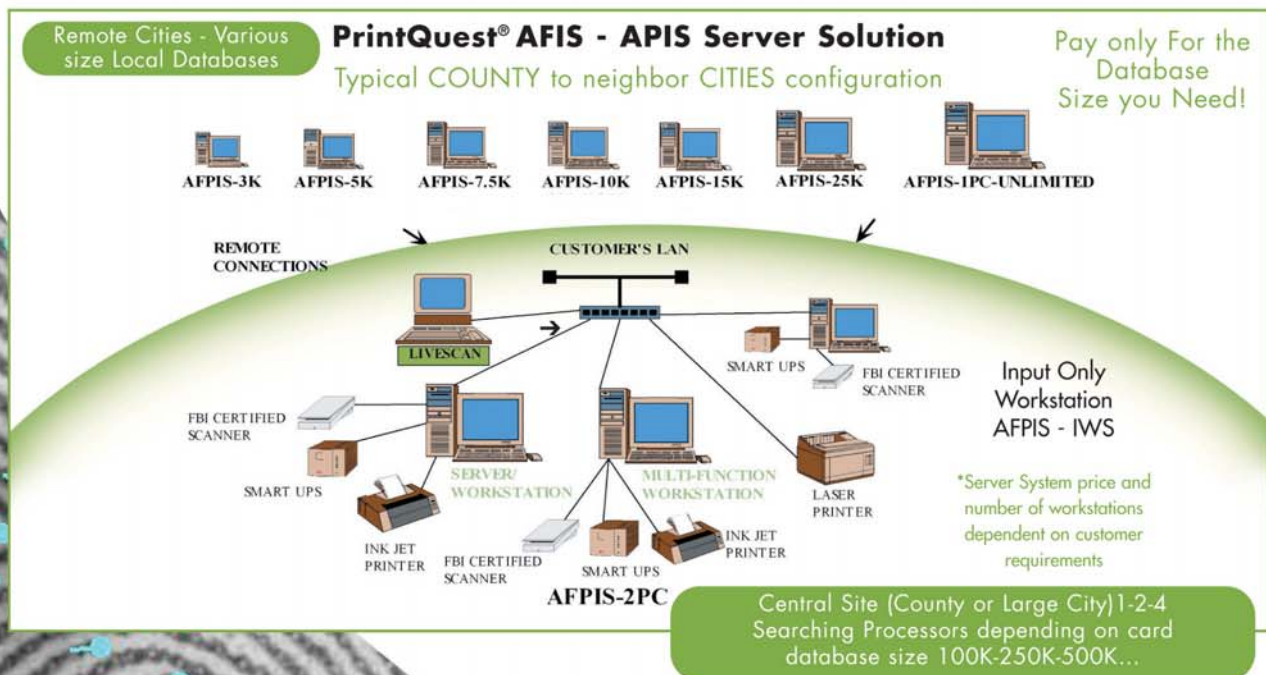 Remote Cities - Various
size Local Databases
PrintQuest® AFIS - APIS Server Solution
Typical COUNTY to neighbor CITIES configuration
Pay only For the
Database
Size you Need!
AFPIS-3K
AFPIS-5K
AFPIS-7.5K
AFPIS-10K
AFPIS-15K
AFPIS-25K
AFPIS-1PC-UNLIMITED
REMOTE
CONNECTIONS
CUSTOMER'S LAN
LIVESCAN
SMART UPS
FBI CERTIFIED
SCANNER
Input Only
Workstation
AFPIS - IWS
FBI CERTIFIED
SCANNER
SMART UPS
SERVER/
WORKSTATION
INK JET
PRINTER
MULTI-FUNCTION
WORKSTATION
FBI CERTIFIED
SCANNER
SMART UPS
INK JET
PRINTER
LASER
PRINTER
AFPIS-2PC
*Server System price and
number of workstations
dependent on customer
requirements
Central Site (County or Large City)1-2-4
Searching Processors depending on card
database size 100K-250K-500K...